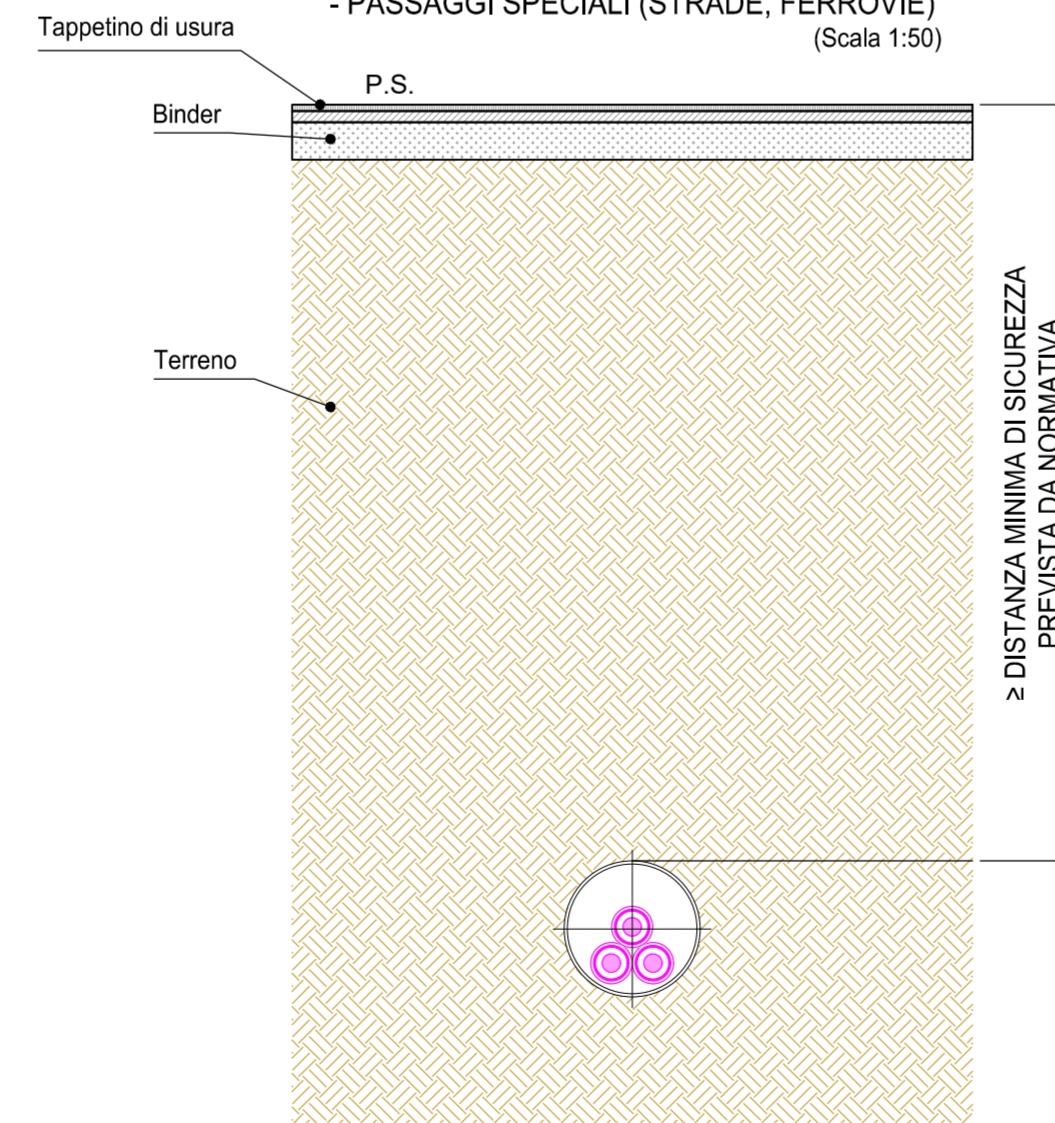 - PASSAGGI SPECIALI (STRADE, FERROVIE)
(Scala 1:50)
Tappetino di usura
P.S.
Binder
Terreno
≥ DISTANZA MINIMA DI SICUREZZA
PREVISTA DA NORMATIVA